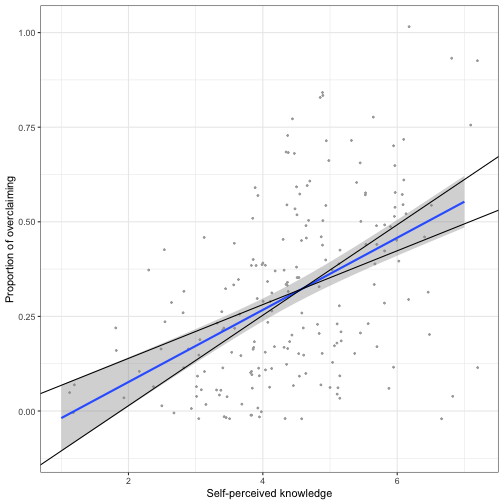 1.00
0.75
0.50
0.25
0.00
Proportion of overclaiming
2 4 6
Self-perceived knowledge